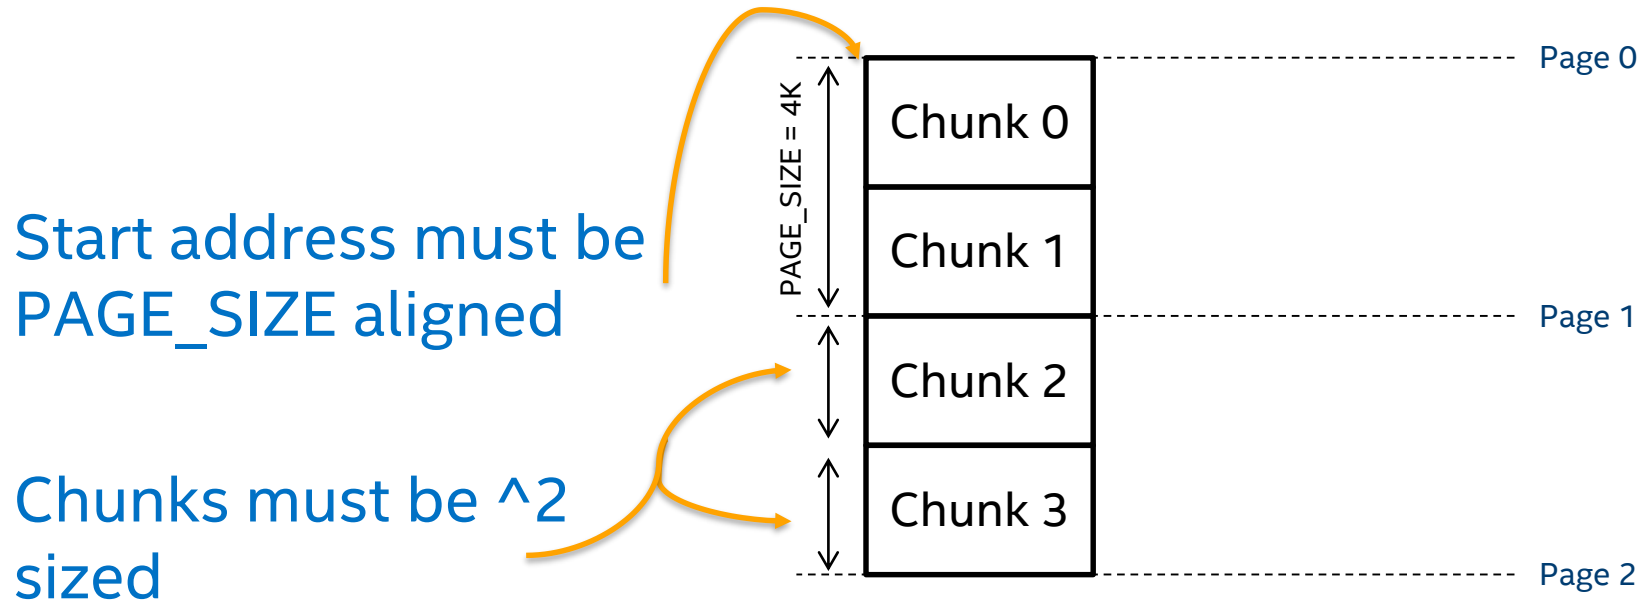 Start address must be
PAGE_SIZE aligned
Chunks must be ^2
sized
PAGE_SIZE = 4K
Chunk 0
Chunk 1
Chunk 2
Chunk 3
Page 0
Page 1
Page 2